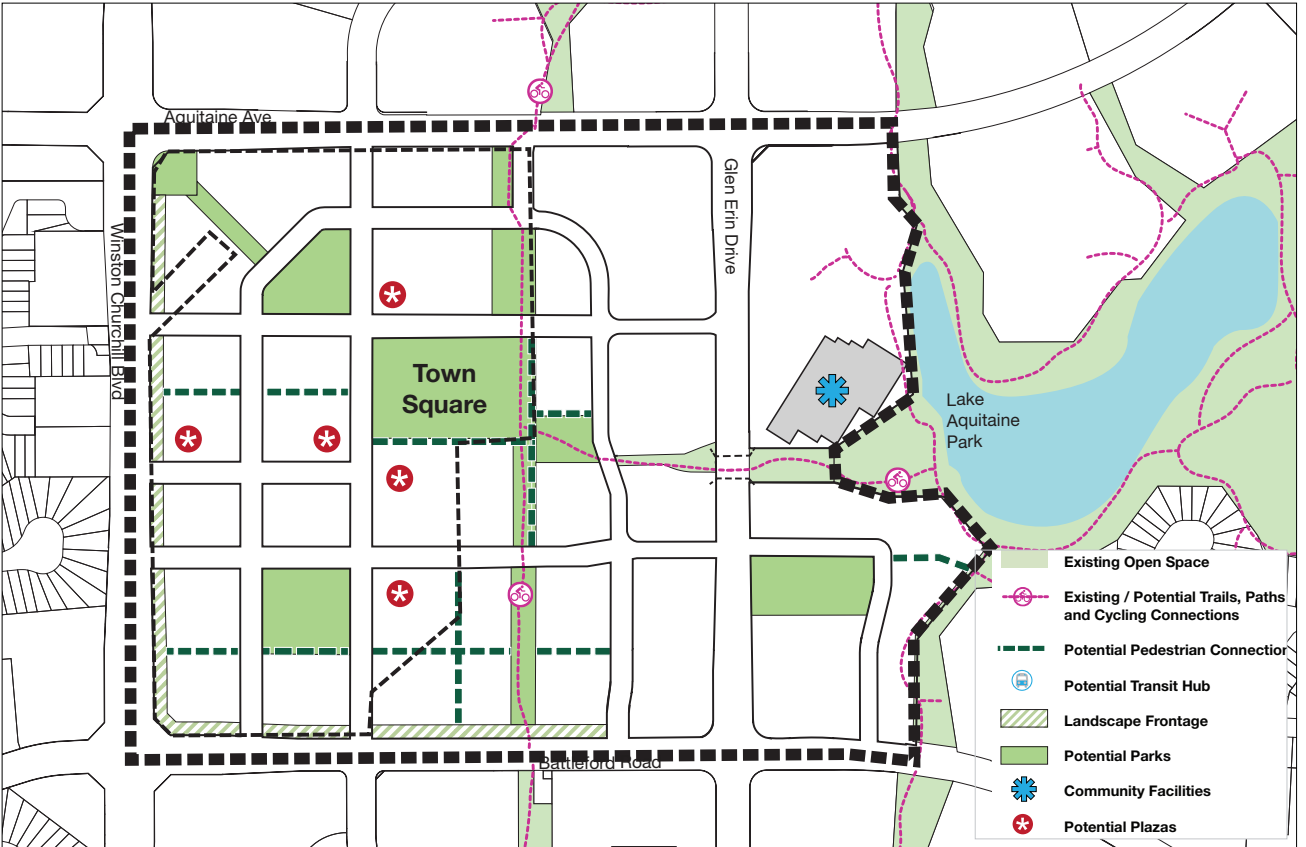 Aquitaine Ave
Glen Erin Drive
Winston Churchill Blvd
Town
Square
Lake
Aquitaine
Park
Battleford Road
Existing Open Space
Existing / Potential Trails, Paths
and Cycling Connections
Potential Pedestrian Connection
Potential Transit Hub
Landscape Frontage
Potential Parks
Community Facilities
Potential Plazas